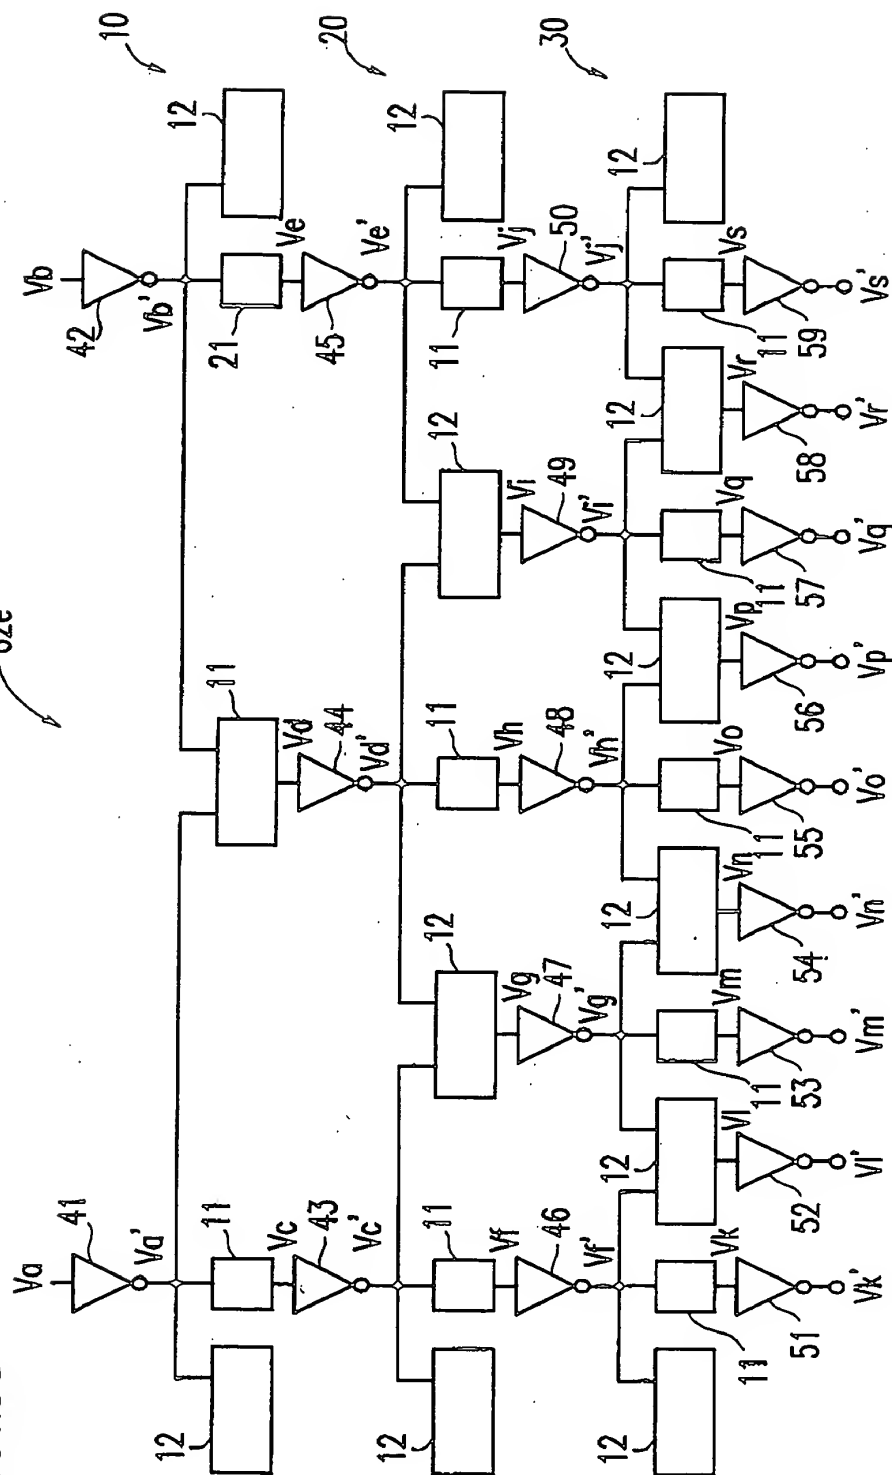 62e
Va
41
Va'
Vb
42
Vb'
10
12
11
Vc
43
Vc'
11
Vd
44
Vd'
21
Ve
45
Ve'
12
20
12
11
Vf
46
Vf'
12
Vg
47
Vg'
11
Vh
48
Vh'
12
Vi
49
Vi'
11
Vj
50
Vj'
12
30
12
11
Vk
51
Vk'
12
Vl
52
Vl'
11
Vm
53
Vm'
12
Vn
54
Vn'
11
Vo
55
Vo'
12
Vp
56
Vp'
11
Vq
57
Vq'
12
Vr
58
Vr'
11
Vs
59
Vs'
12